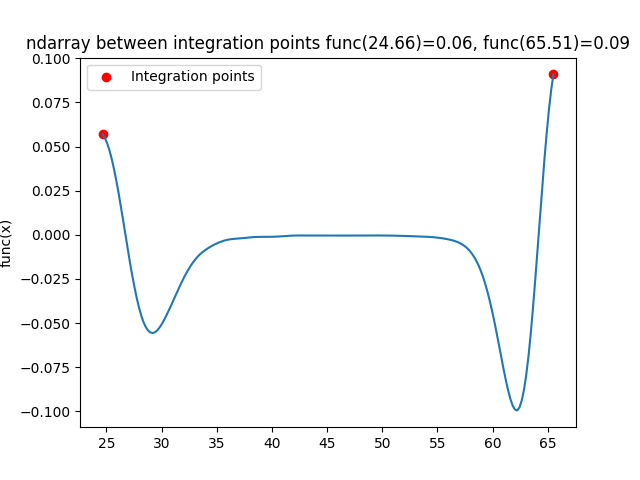 ndarray between integration points func(24.66)=0.06, func(65.51)=0.09
Integration points
func(x)
0.100
0.075
0.050
0.025
0.000
−0.025
−0.050
−0.075
−0.100
25 30 35 40 45 50 55 60 65